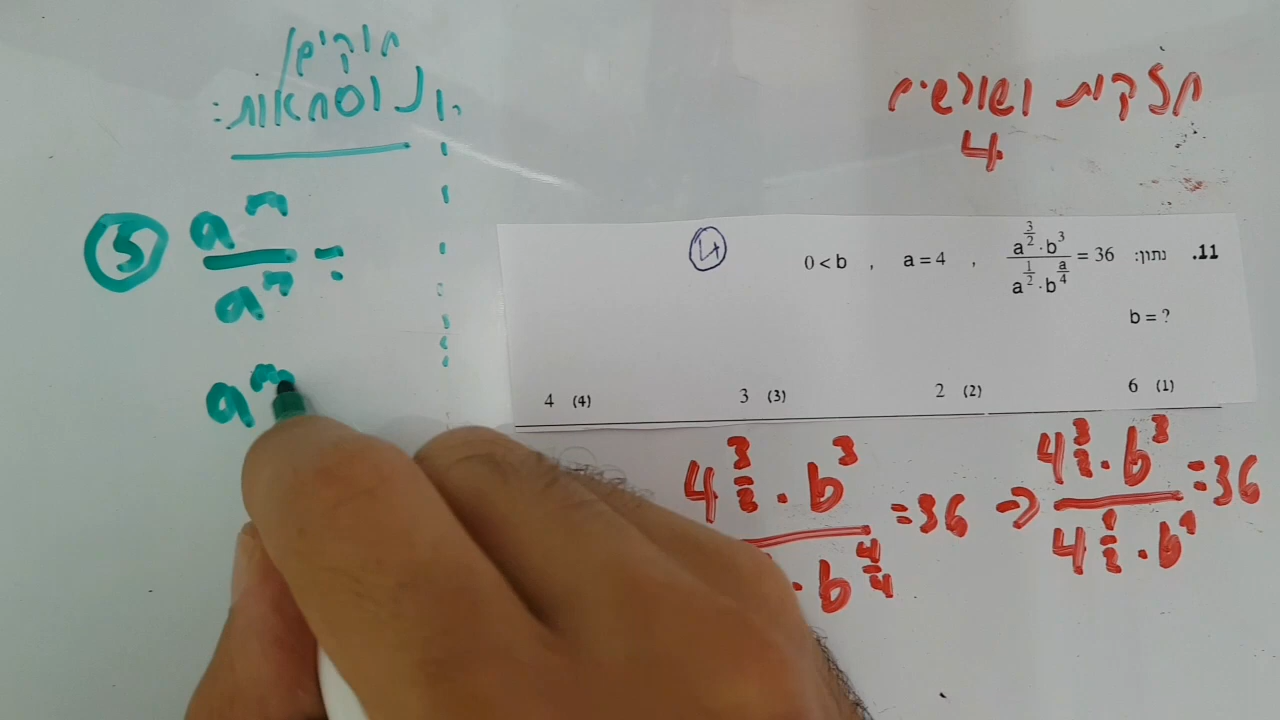 חזקות ושורשים
4
חוקים/
ונוסחאות:
⑤ a^m / a^n =
a^m
④
11. נתון: (a^(3/2) · b^3) / (a^(1/2) · b^(a/4)) = 36 , a = 4 , 0 < b
b = ?
(1) 6 (2) 2 (3) 3 (4) 4
4^(3/2) · b^3 / · b^(4/4) = 36 → (4^(3/2) · b^3) / (4^(1/2) · b^1) = 36